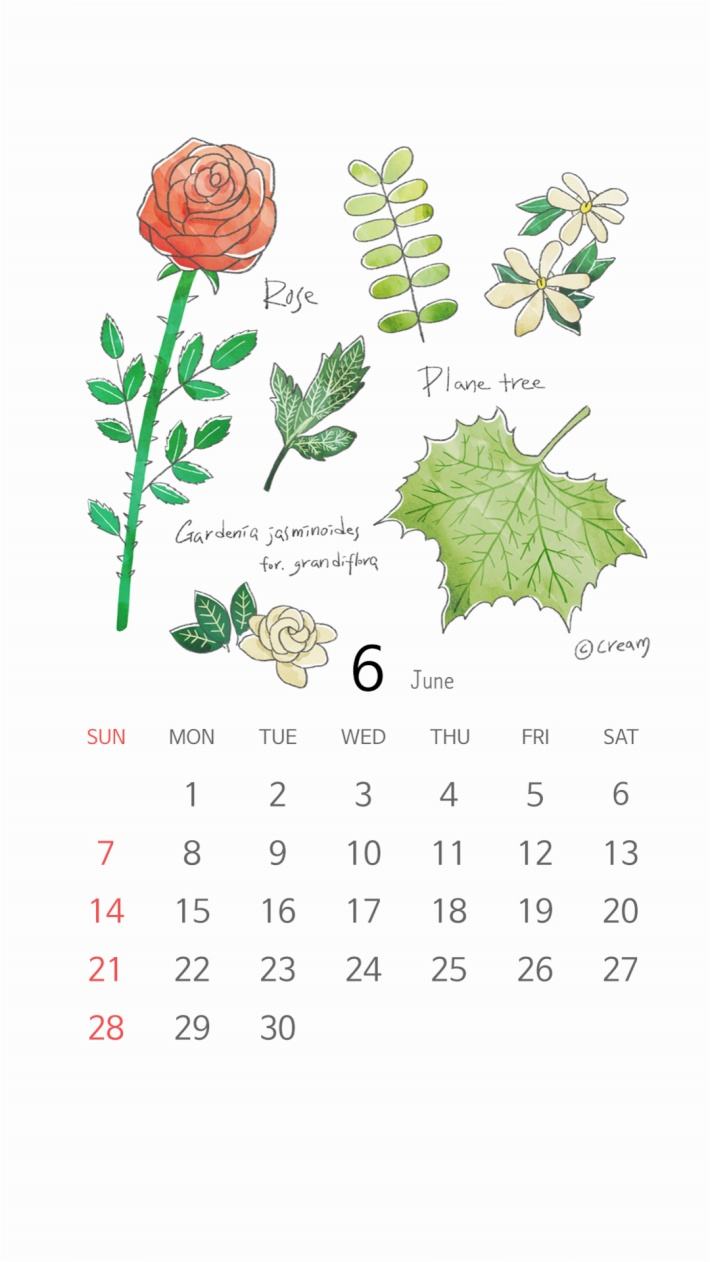 Rose
Plane tree
Gardenia jasminoides
for. grandiflora
©cream
6 June
SUN MON TUE WED THU FRI SAT
1 2 3 4 5 6
7 8 9 10 11 12 13
14 15 16 17 18 19 20
21 22 23 24 25 26 27
28 29 30